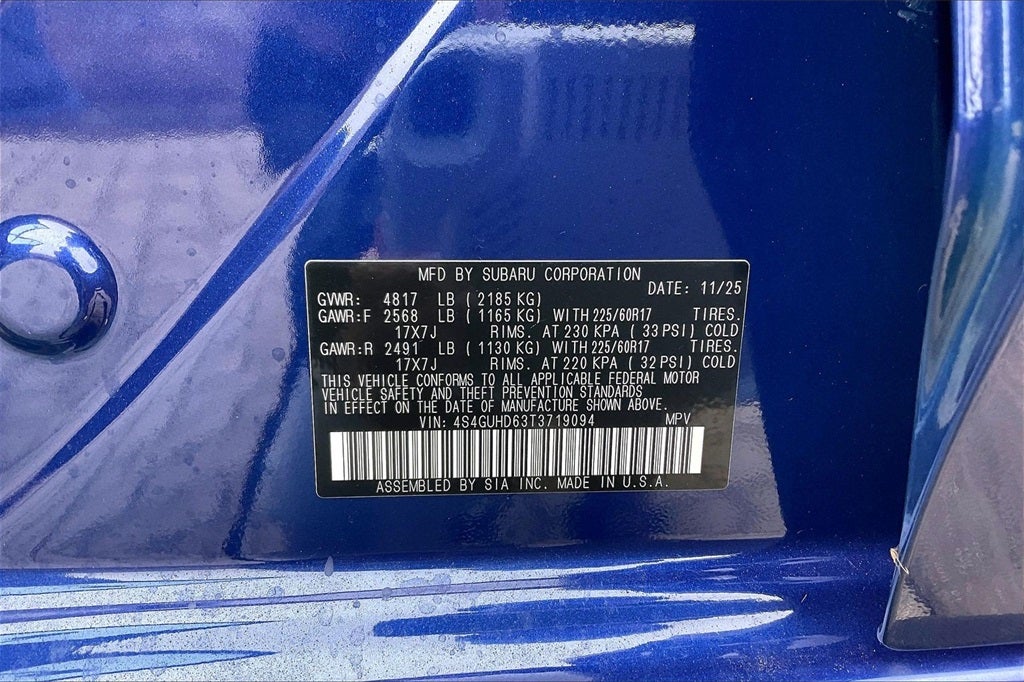 MFD BY SUBARU CORPORATION
DATE: 11/25
GVWR: 4817 LB (2185 KG)
GAWR:F 2568 LB (1165 KG) WITH 225/60R17 TIRES.
17X7J RIMS. AT 230 KPA (33 PSI) COLD
GAWR:R 2491 LB (1130 KG) WITH 225/60R17 TIRES.
17X7J RIMS. AT 220 KPA (32 PSI) COLD
THIS VEHICLE CONFORMS TO ALL APPLICABLE FEDERAL MOTOR
VEHICLE SAFETY AND THEFT PREVENTION STANDARDS
IN EFFECT ON THE DATE OF MANUFACTURE SHOWN ABOVE.
VIN: 4S4GUHD63T3719094 MPV
ASSEMBLED BY SIA INC. MADE IN U.S.A.